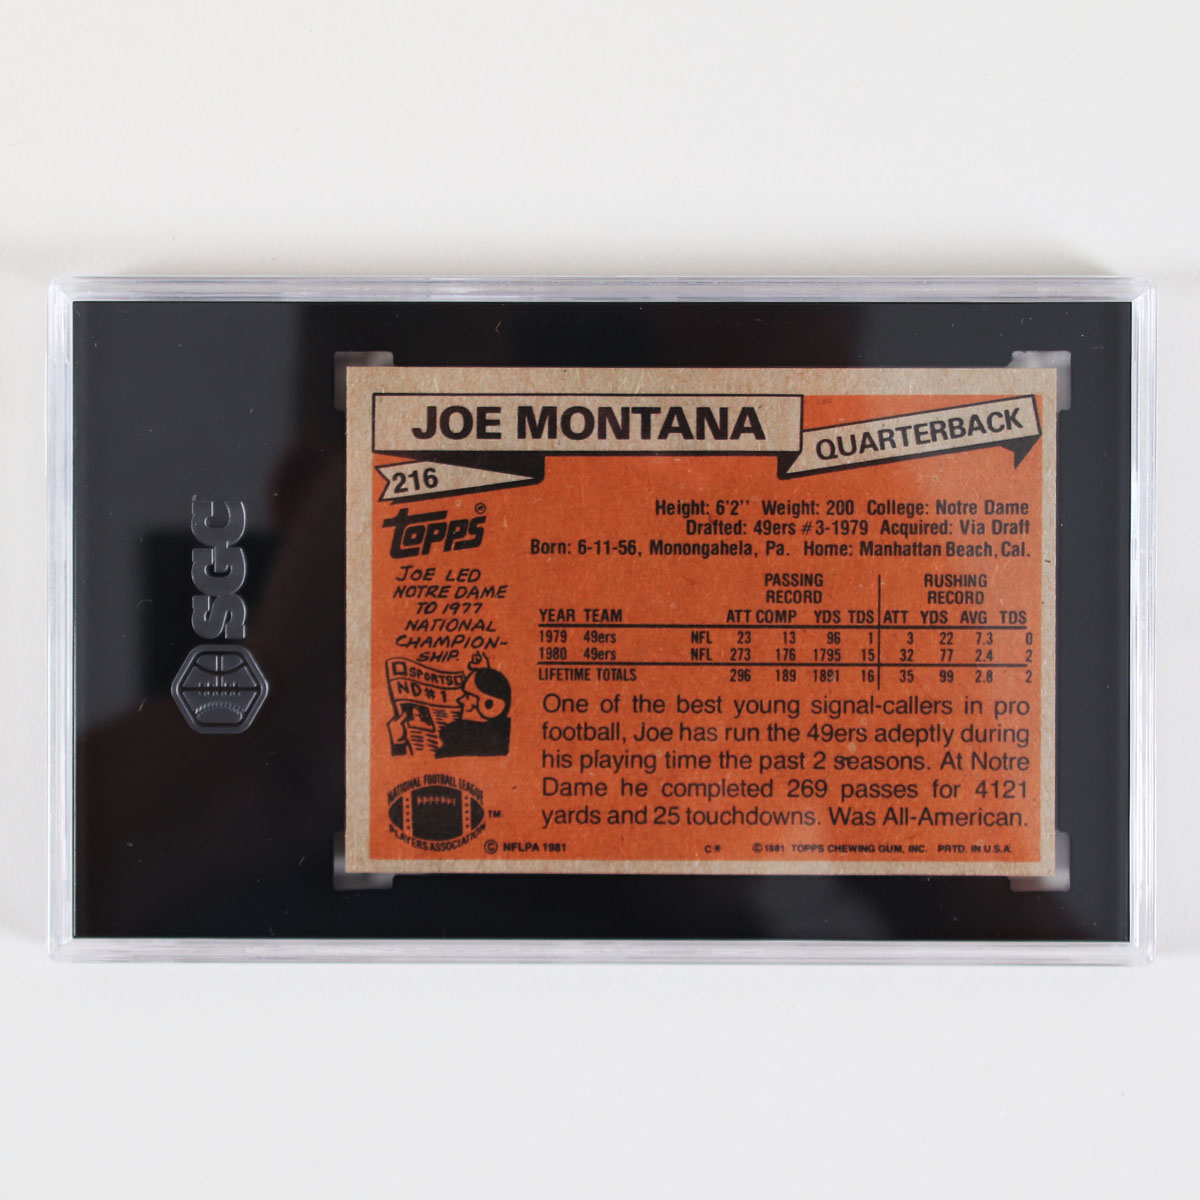 SGC
JOE MONTANA
QUARTERBACK
216
TOPPS®
Height: 6'2'' Weight: 200 College: Notre Dame
Drafted: 49ers #3-1979 Acquired: Via Draft
Born: 6-11-56, Monongahela, Pa. Home: Manhattan Beach, Cal.
JOE LED
NOTRE DAME
TO 1977
NATIONAL
CHAMPION-
SHIP.
SPORTS
ND #1
PASSING RUSHING
RECORD RECORD
YEAR TEAM ATT COMP YDS TDS ATT YDS AVG TDS
1979 49ers NFL 23 13 96 1 3 22 7.3 0
1980 49ers NFL 273 176 1795 15 32 77 2.4 2
LIFETIME TOTALS 296 189 1891 16 35 99 2.8 2
One of the best young signal-callers in pro
football, Joe has run the 49ers adeptly during
his playing time the past 2 seasons. At Notre
Dame he completed 269 passes for 4121
yards and 25 touchdowns. Was All-American.
NATIONAL FOOTBALL LEAGUE
PLAYERS ASSOCIATION
TM
© NFLPA 1981 C* ©1981 TOPPS CHEWING GUM, INC. PRTD. IN U.S.A.